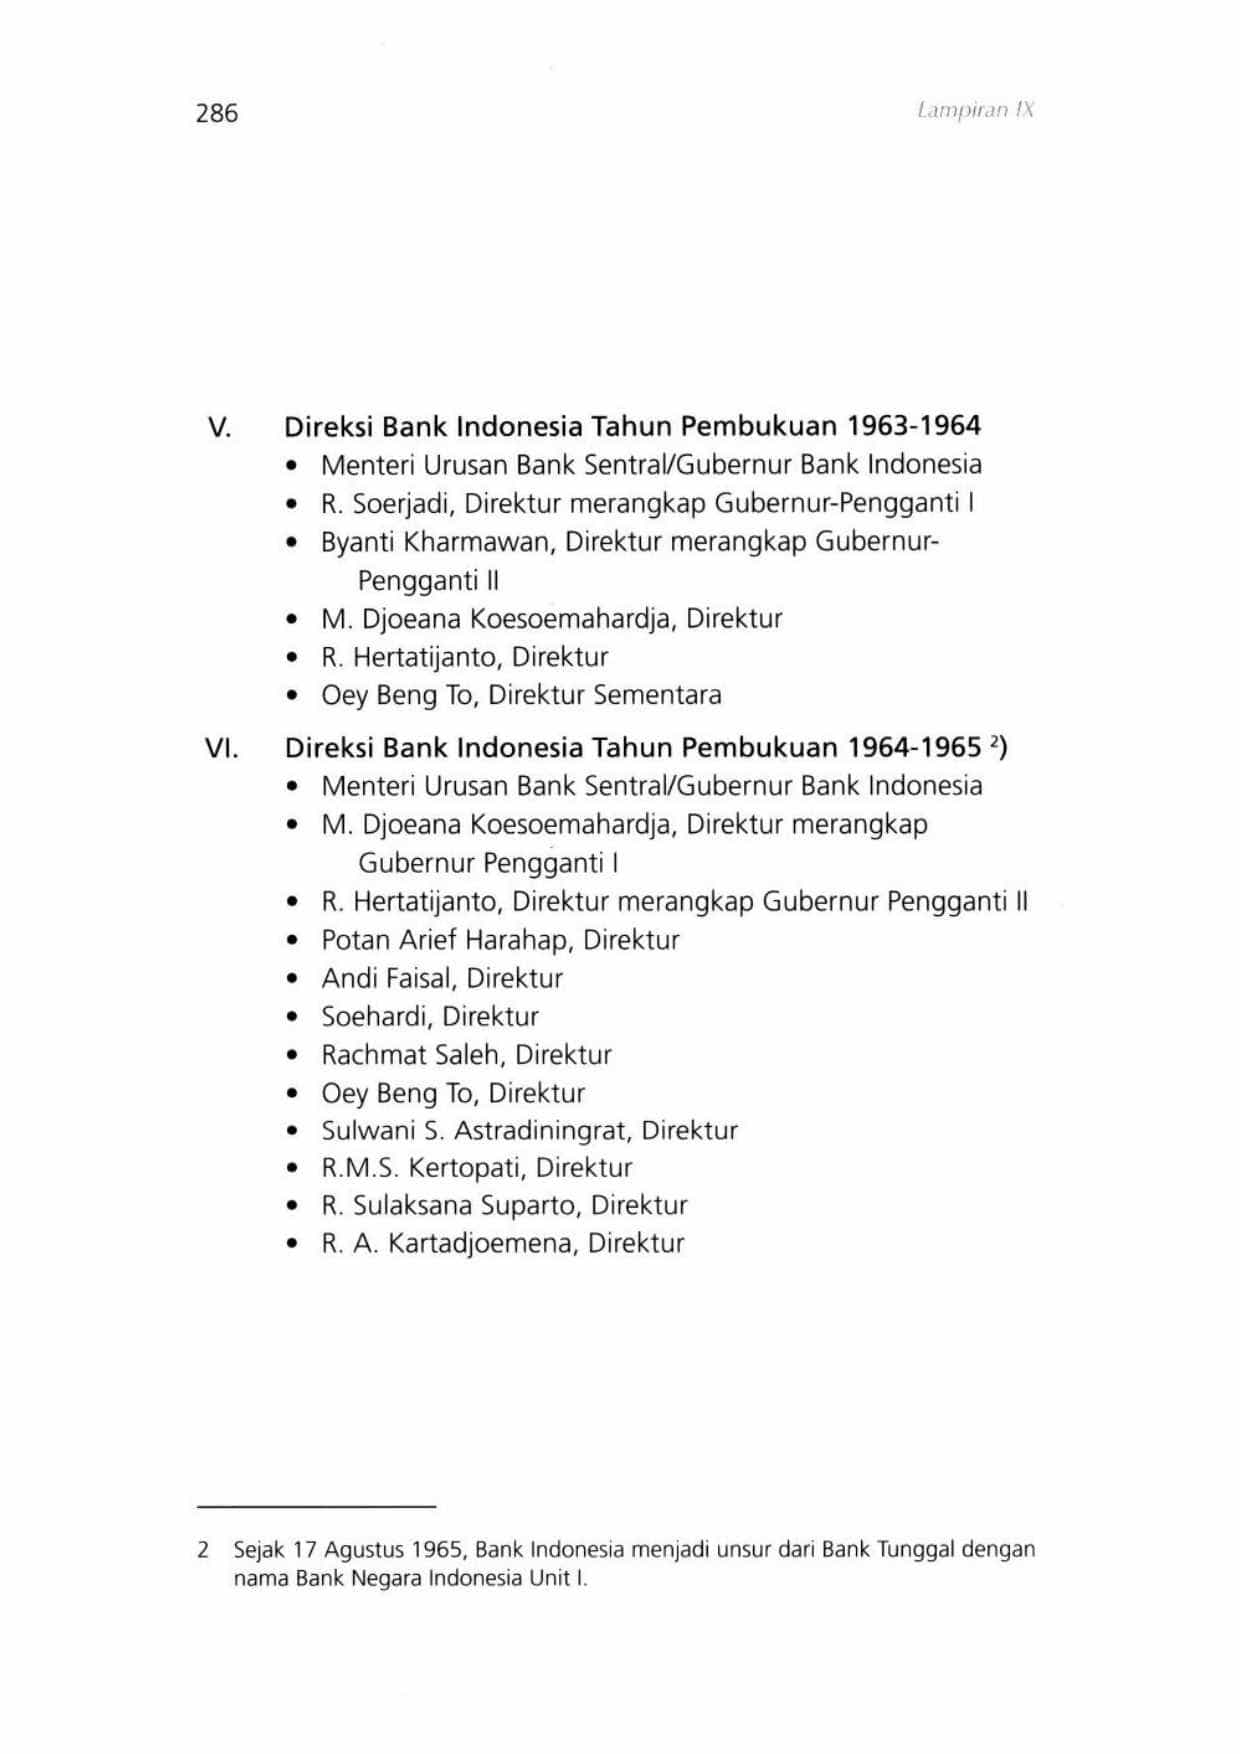 286
Lampiran IX
V. Direksi Bank Indonesia Tahun Pembukuan 1963-1964
• Menteri Urusan Bank Sentral/Gubernur Bank Indonesia
• R. Soerjadi, Direktur merangkap Gubernur-Pengganti I
• Byanti Kharmawan, Direktur merangkap Gubernur-
Pengganti II
• M. Djoeana Koesoemahardja, Direktur
• R. Hertatijanto, Direktur
• Oey Beng To, Direktur Sementara
VI. Direksi Bank Indonesia Tahun Pembukuan 1964-1965 ²)
• Menteri Urusan Bank Sentral/Gubernur Bank Indonesia
• M. Djoeana Koesoemahardja, Direktur merangkap
Gubernur Pengganti I
• R. Hertatijanto, Direktur merangkap Gubernur Pengganti II
• Potan Arief Harahap, Direktur
• Andi Faisal, Direktur
• Soehardi, Direktur
• Rachmat Saleh, Direktur
• Oey Beng To, Direktur
• Sulwani S. Astradiningrat, Direktur
• R.M.S. Kertopati, Direktur
• R. Sulaksana Suparto, Direktur
• R. A. Kartadjoemena, Direktur
2 Sejak 17 Agustus 1965, Bank Indonesia menjadi unsur dari Bank Tunggal dengan
nama Bank Negara Indonesia Unit I.